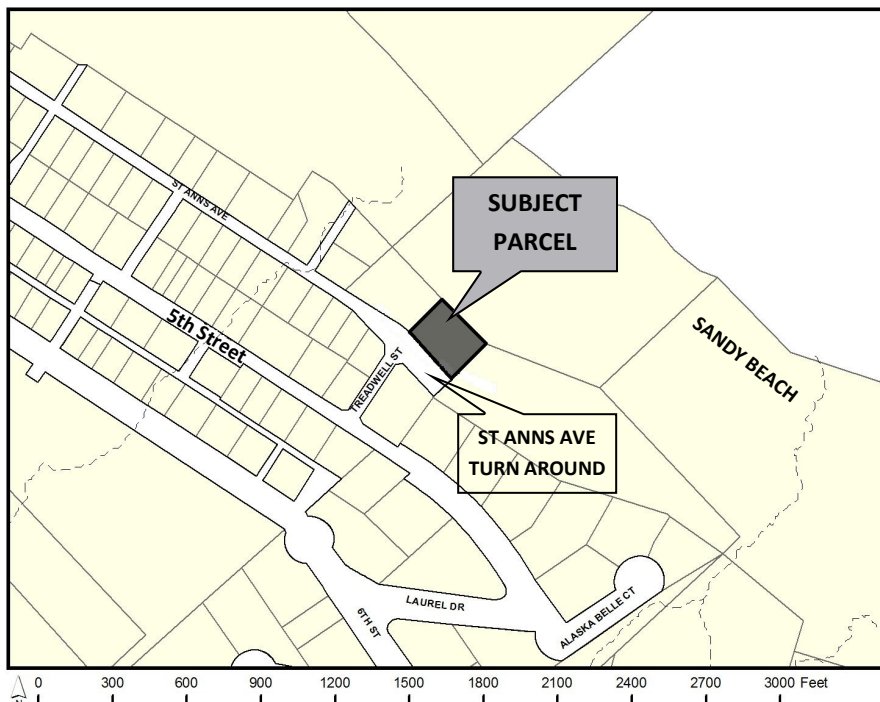 SUBJECT
PARCEL
ST ANNS AVE
5th Street
TREADWELL ST
SANDY BEACH
ST ANNS AVE
TURN AROUND
LAUREL DR
6TH ST
ALASKA BELLE CT
0 300 600 900 1200 1500 1800 2100 2400 2700 3000 Feet